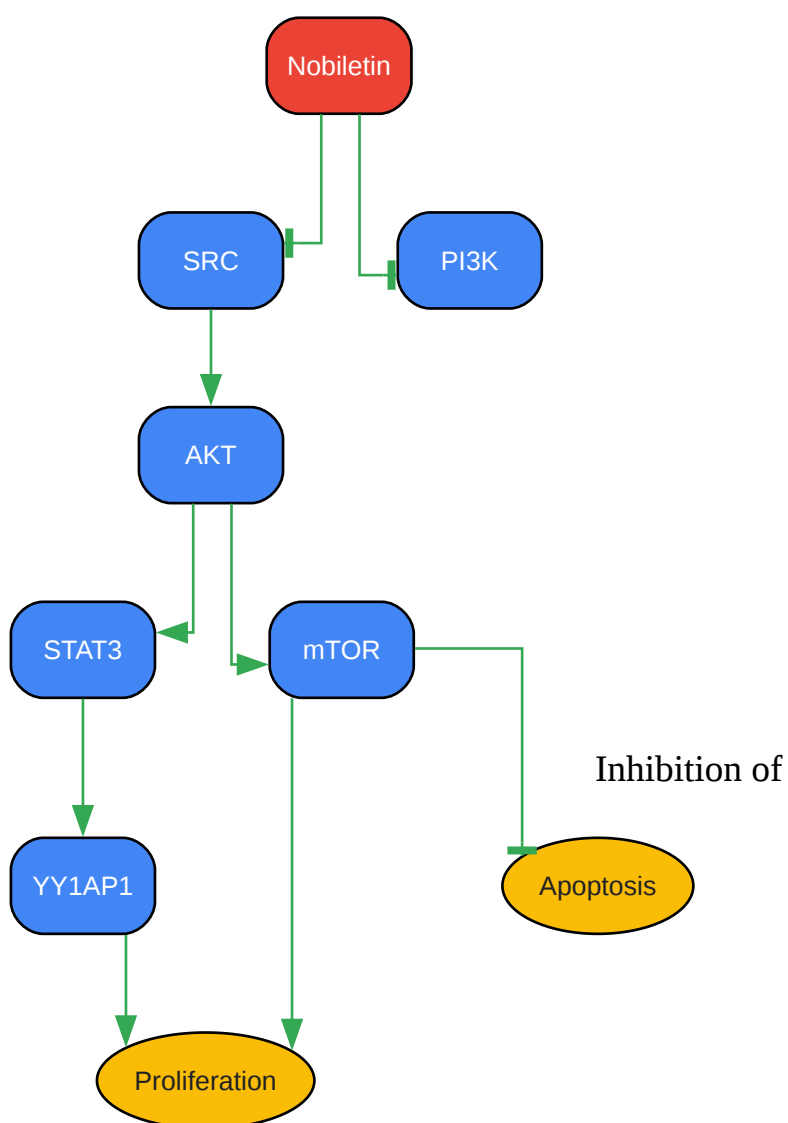 Nobiletin
SRC
PI3K
AKT
STAT3
mTOR
Inhibition of
YY1AP1
Apoptosis
Proliferation